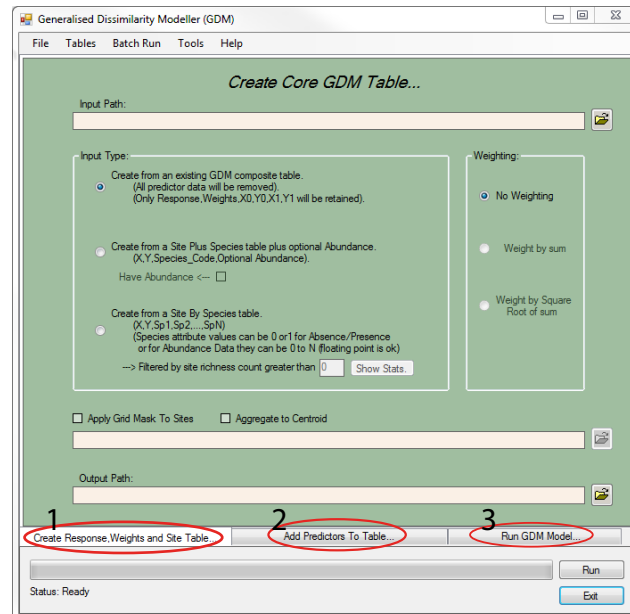 Generalised Dissimilarity Modeller (GDM)
File Tables Batch Run Tools Help
Create Core GDM Table...
Input Path:
Input Type:
Create from an existing GDM composite table.
(All predictor data will be removed).
(Only Response,Weights,X0,Y0,X1,Y1 will be retained).
Create from a Site Plus Species table plus optional Abundance.
(X,Y,Species_Code,Optional Abundance).
Have Abundance <---
Create from a Site By Species table.
(X,Y,Sp1,Sp2,...,SpN)
(Species attribute values can be 0 or1 for Absence/Presence
or for Abundance Data they can be 0 to N (floating point is ok)
---> Filtered by site richness count greater than 0 Show Stats.
Weighting:
No Weighting
Weight by sum
Weight by Square
Root of sum
Apply Grid Mask To Sites Aggregate to Centroid
Output Path:
1 2 3
Create Response,Weights and Site Table... Add Predictors To Table... Run GDM Model...
Run
Status: Ready
Exit